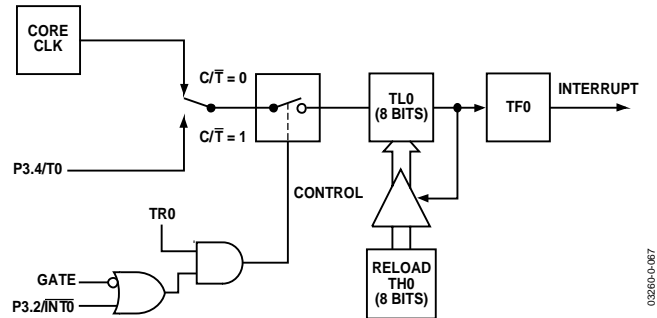 CORE
CLK
C/T̅ = 0
C/T̅ = 1
P3.4/T0
TL0
(8 BITS)
TF0
INTERRUPT
CONTROL
TR0
GATE
P3.2/I̅N̅T̅0̅
RELOAD
TH0
(8 BITS)
03260-0-067